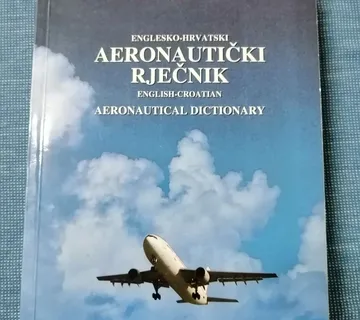 ENGLESKO-HRVATSKI
AERONAUTIČKI
RJEČNIK
ENGLISH-CROATIAN
AERONAUTICAL DICTIONARY